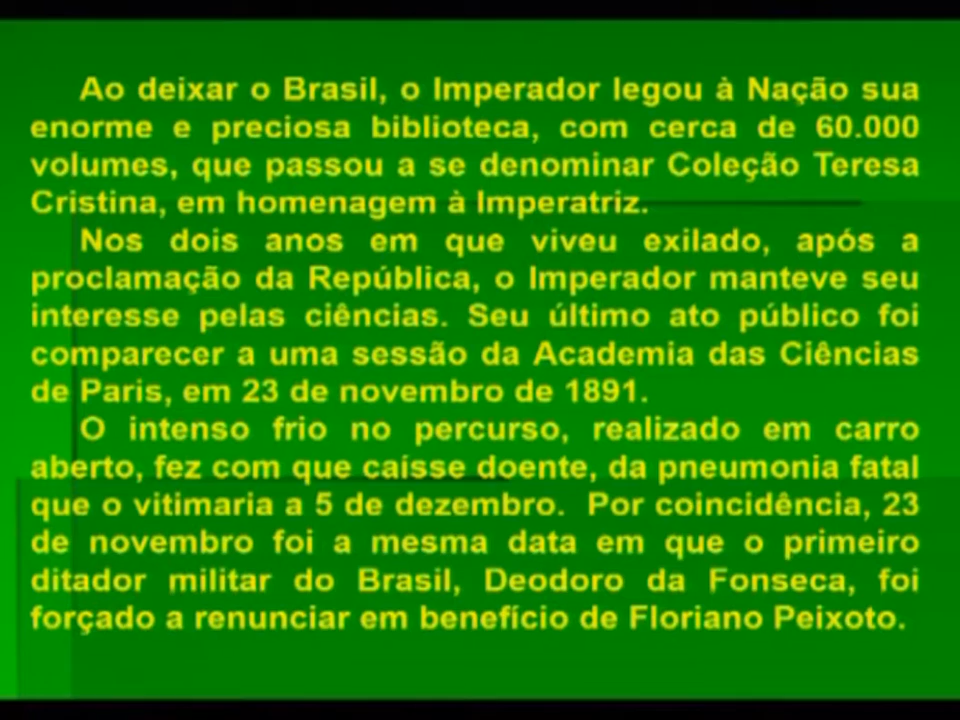 Ao deixar o Brasil, o Imperador legou à Nação sua
enorme e preciosa biblioteca, com cerca de 60.000
volumes, que passou a se denominar Coleção Teresa
Cristina, em homenagem à Imperatriz.
Nos dois anos em que viveu exilado, após a
proclamação da República, o Imperador manteve seu
interesse pelas ciências. Seu último ato público foi
comparecer a uma sessão da Academia das Ciências
de Paris, em 23 de novembro de 1891.
O intenso frio no percurso, realizado em carro
aberto, fez com que caísse doente, da pneumonia fatal
que o vitimaria a 5 de dezembro. Por coincidência, 23
de novembro foi a mesma data em que o primeiro
ditador militar do Brasil, Deodoro da Fonseca, foi
forçado a renunciar em benefício de Floriano Peixoto.